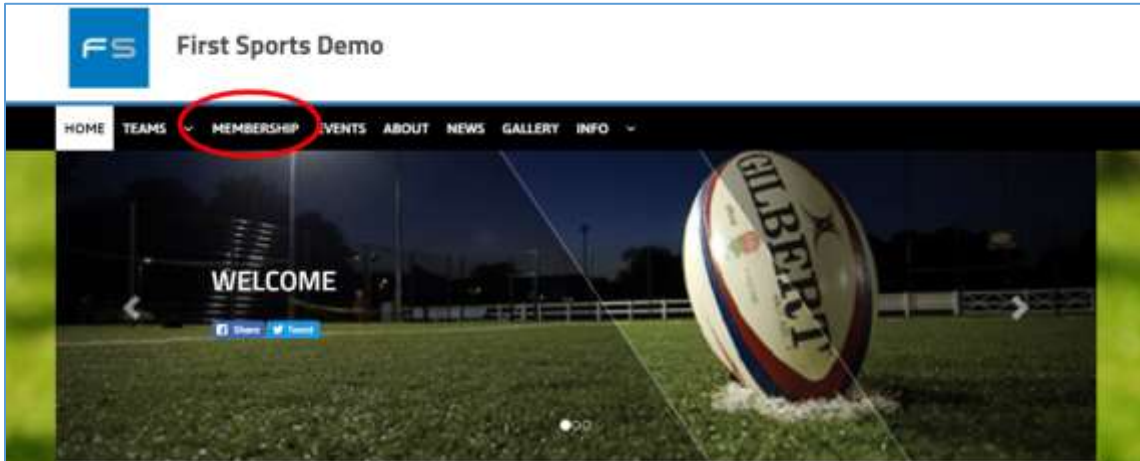 FS First Sports Demo
HOME TEAMS MEMBERSHIP EVENTS ABOUT NEWS GALLERY INFO
GILBERT
WELCOME
Share Tweet